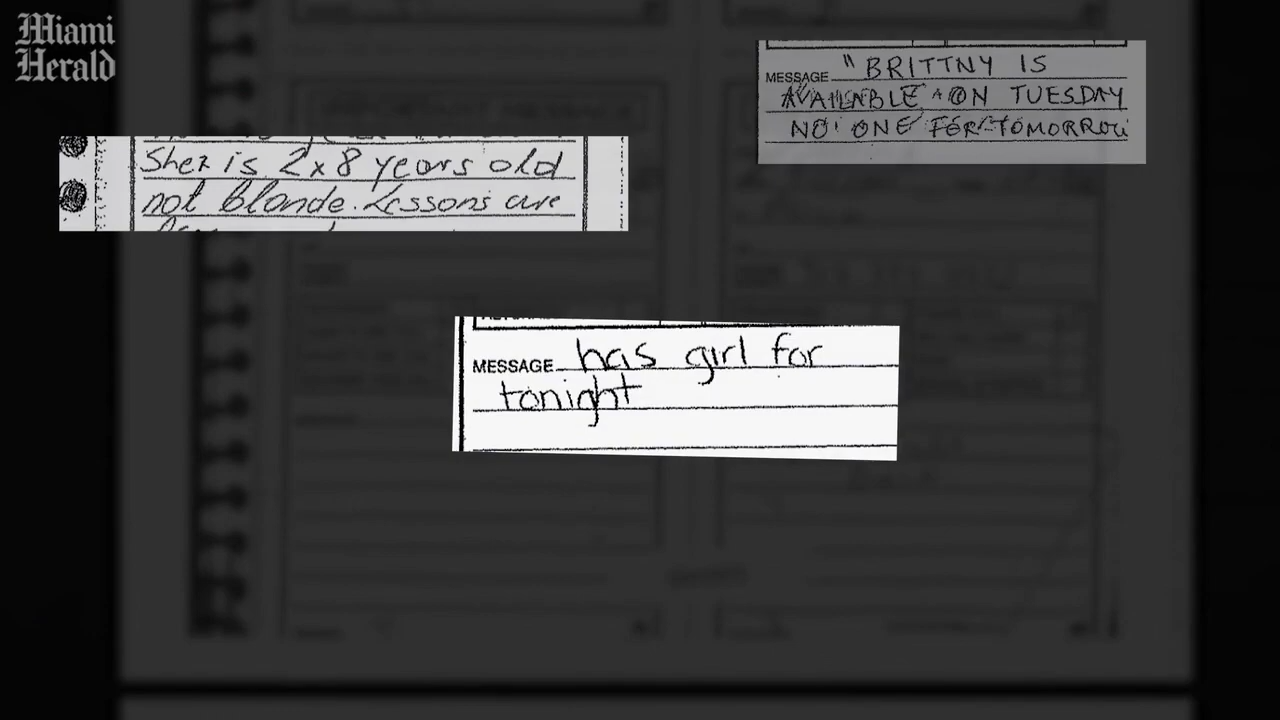 Miami
Herald
MESSAGE "BRITTNY IS
AVAILABLE ON TUESDAY
NO ONE FOR TOMORROW
She is 2x8 years old
not blonde. Lessons are
MESSAGE has girl for
tonight